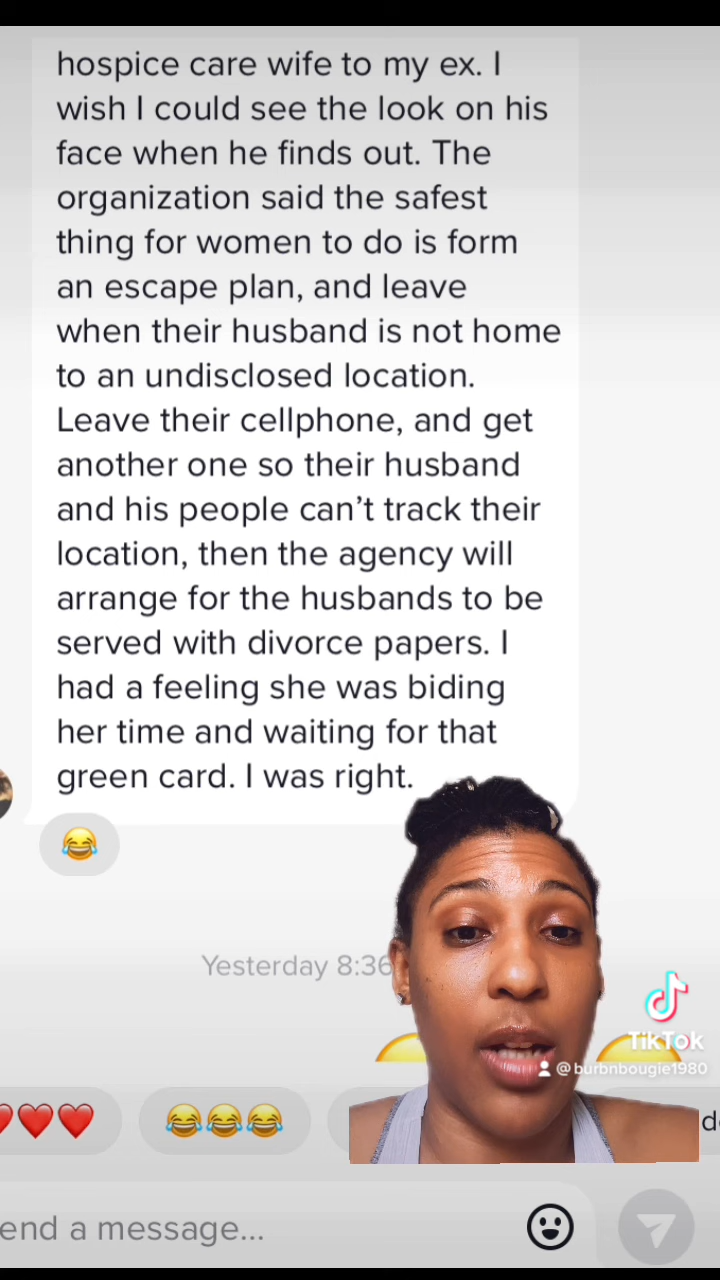 hospice care wife to my ex. I
wish I could see the look on his
face when he finds out. The
organization said the safest
thing for women to do is form
an escape plan, and leave
when their husband is not home
to an undisclosed location.
Leave their cellphone, and get
another one so their husband
and his people can’t track their
location, then the agency will
arrange for the husbands to be
served with divorce papers. I
had a feeling she was biding
her time and waiting for that
green card. I was right.
Yesterday 8:36
TikTok
@burbnbougie1980
end a message...